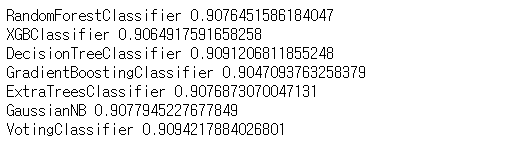 RandomForestClassifier 0.9076451586184047
XGBClassifier 0.9064917591658258
DecisionTreeClassifier 0.9091206811855248
GradientBoostingClassifier 0.9047093763258379
ExtraTreesClassifier 0.9076873070047131
GaussianNB 0.9077945227677849
VotingClassifier 0.9094217884026801